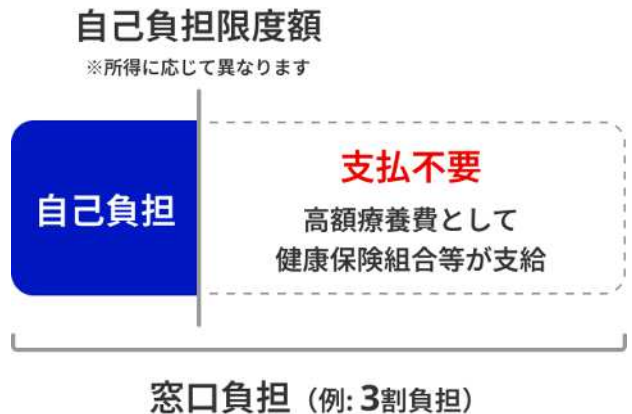 自己負担限度額
※所得に応じて異なります
自己負担
支払不要
高額療養費として
健康保険組合等が支給
窓口負担（例: 3割負担）